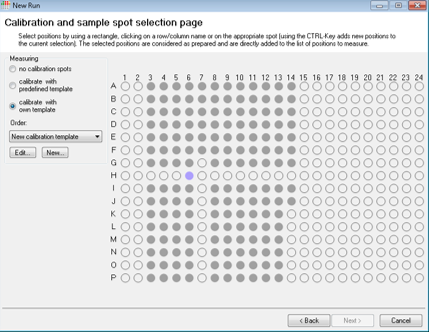 New Run
Calibration and sample spot selection page
Select positions by using a rectangle, clicking on a row/column name or on the appropriate spot (using the CTRL-Key adds new positions to
the current selection). The selected positions are considered as prepared and are directly added to the list of positions to measure.
Measuring
no calibration spots
calibrate with
predefined template
calibrate with
own template
Order:
New calibration template
Edit...
New...
1 2 3 4 5 6 7 8 9 10 11 12 13 14 15 16 17 18 19 20 21 22 23 24
A
B
C
D
E
F
G
H
I
J
K
L
M
N
O
P
< Back
Next >
Cancel